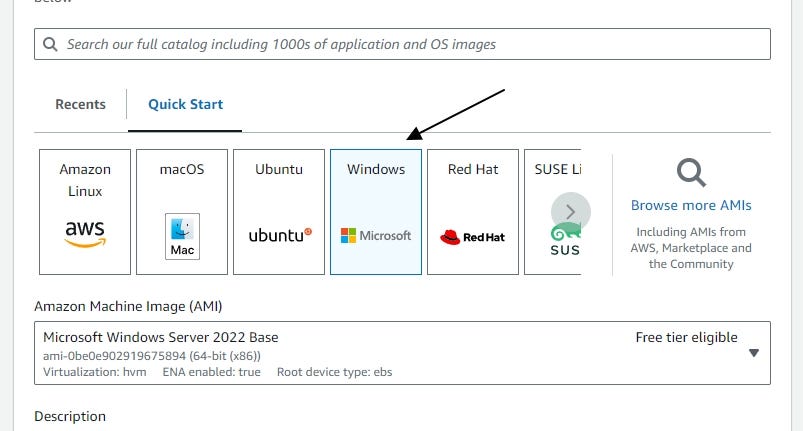 below
Search our full catalog including 1000s of application and OS images
Recents
Quick Start
Amazon
Linux
aws
macOS
Mac
Ubuntu
ubuntu
Windows
Microsoft
Red Hat
Red Hat
SUSE Li
SUS
Browse more AMIs
Including AMIs from
AWS, Marketplace and
the Community
Amazon Machine Image (AMI)
Microsoft Windows Server 2022 Base
Free tier eligible
ami-0be0e902919675894 (64-bit (x86))
Virtualization: hvm ENA enabled: true Root device type: ebs
Description